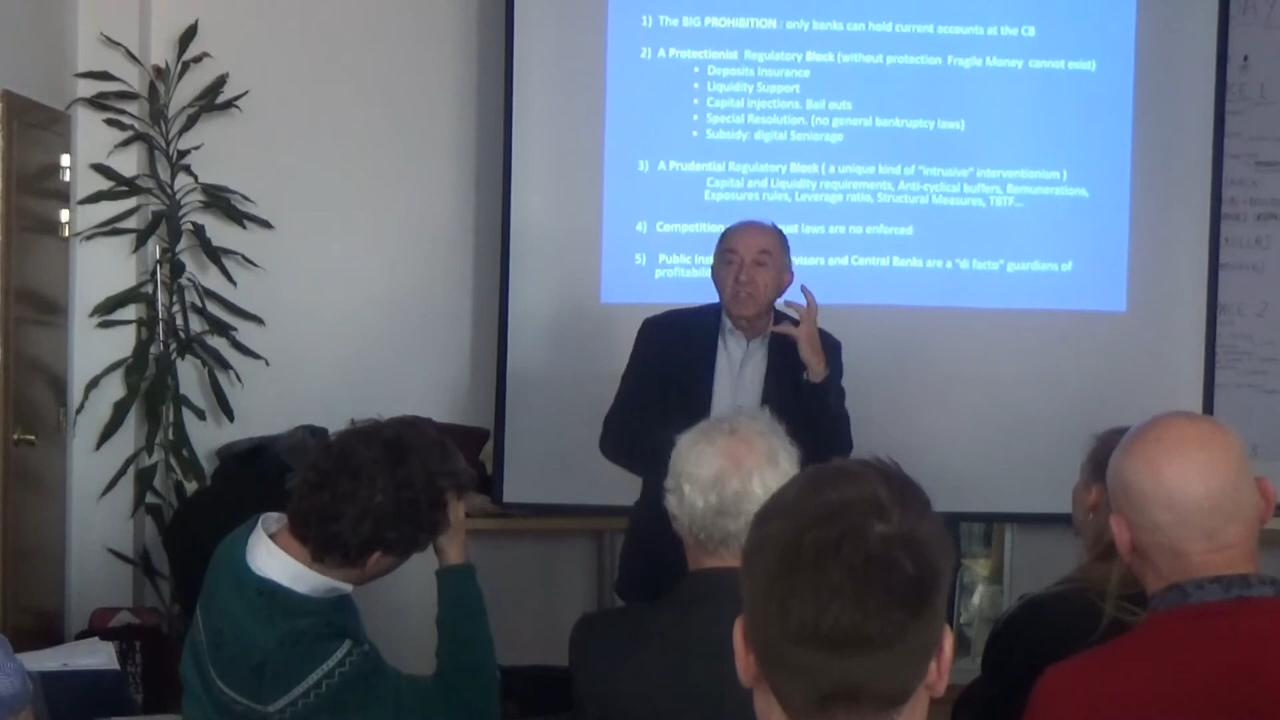 1) The BIG PROHIBITION : only banks can hold current accounts at the CB
2) A Protectionist Regulatory Block (without protection Fragile Money cannot exist)
• Deposits Insurance
• Liquidity Support
• Capital injections. Bail outs
• Special Resolution. (no general bankruptcy laws)
• Subsidy: digital Seniorage
3) A Prudential Regulatory Block ( a unique kind of "intrusive" interventionism )
Capital and Liquidity requirements, Anti-cyclical buffers, Remunerations,
Exposures rules, Leverage ratio, Structural Measures, TBTF...
4) Competition ust laws are no enforced
5) Public Ins visors and Central Banks are a "di facto" guardians of
profitabili